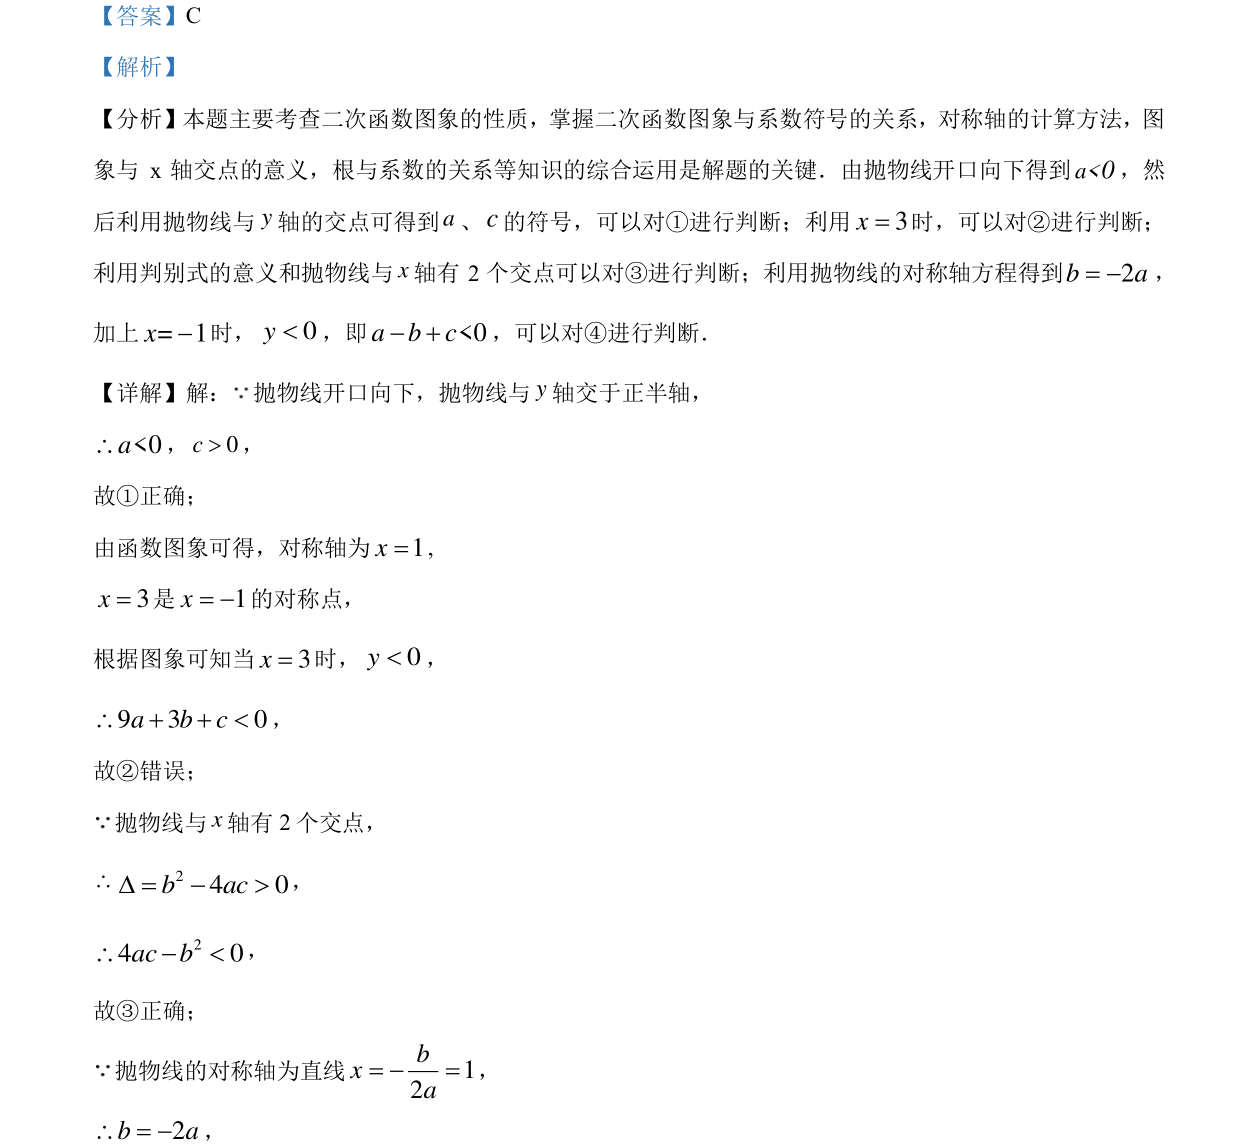 【答案】C
【解析】
【分析】本题主要考查二次函数图象的性质，掌握二次函数图象与系数符号的关系，对称轴的计算方法，图
象与 x 轴交点的意义，根与系数的关系等知识的综合运用是解题的关键．由抛物线开口向下得到a<0，然
后利用抛物线与y轴的交点可得到a、c的符号，可以对①进行判断；利用x=3时，可以对②进行判断；
利用判别式的意义和抛物线与x轴有 2 个交点可以对③进行判断；利用抛物线的对称轴方程得到b=−2a，
加上x=−1时，y<0，即a−b+c<0，可以对④进行判断．
【详解】解：∵抛物线开口向下，抛物线与y轴交于正半轴，
∴a<0，c>0，
故①正确；
由函数图象可得，对称轴为x=1，
x=3是x=−1的对称点，
根据图象可知当x=3时，y<0，
∴9a+3b+c<0，
故②错误；
∵抛物线与x轴有 2 个交点，
∴Δ=b²−4ac>0，
∴4ac−b²<0，
故③正确；
∵抛物线的对称轴为直线x=−b/2a=1，
∴b=−2a，